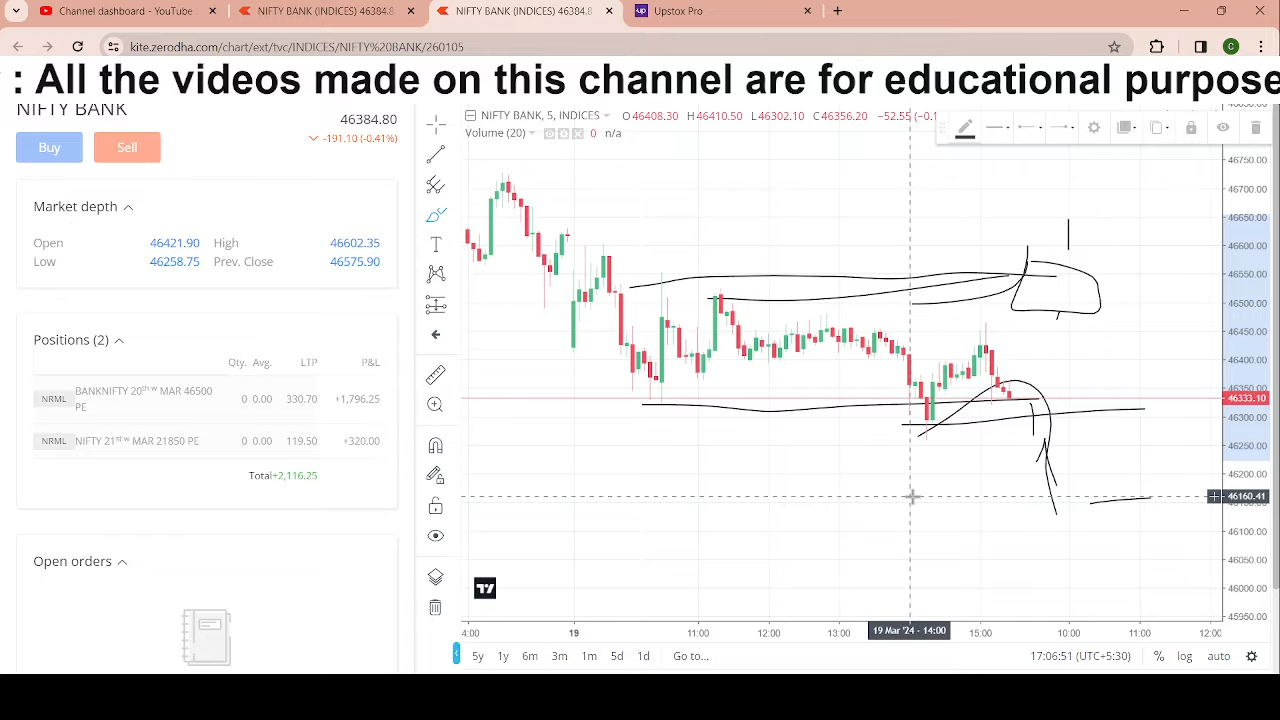 Channel dashboard - YouTube
NIFTY BANK (INDICES) 46384.8
NIFTY BANK (INDICES) 46384.8
Upstox Pro
kite.zerodha.com/chart/ext/tvc/INDICES/NIFTY%20BANK/260105
C
: All the videos made on this channel are for educational purpose
NIFTY BANK
46384.80
-191.10 (-0.41%)
Buy
Sell
Market depth
Open 46421.90 High 46602.35
Low 46258.75 Prev. Close 46575.90
Positions (2)
Qty. Avg. LTP P&L
NRML BANKNIFTY 20th w MAR 46500 PE 0 0.00 330.70 +1,796.25
NRML NIFTY 21st w MAR 21850 PE 0 0.00 119.50 +320.00
Total +2,116.25
Open orders
NIFTY BANK, 5, INDICES O46408.30 H46410.50 L46302.10 C46356.20 -52.55
Volume (20) 0 n/a
46750.00
46700.00
46650.00
46600.00
46550.00
46500.00
46450.00
46400.00
46350.00
46333.10
46300.00
46250.00
46200.00
46160.41
46100.00
46050.00
46000.00
45950.00
4:00 19 11:00 12:00 13:00 19 Mar '24 - 14:00 15:00 10:00 11:00 12:00
5y 1y 6m 3m 1m 5d 1d Go to... 17:06:51 (UTC+5:30) % log auto